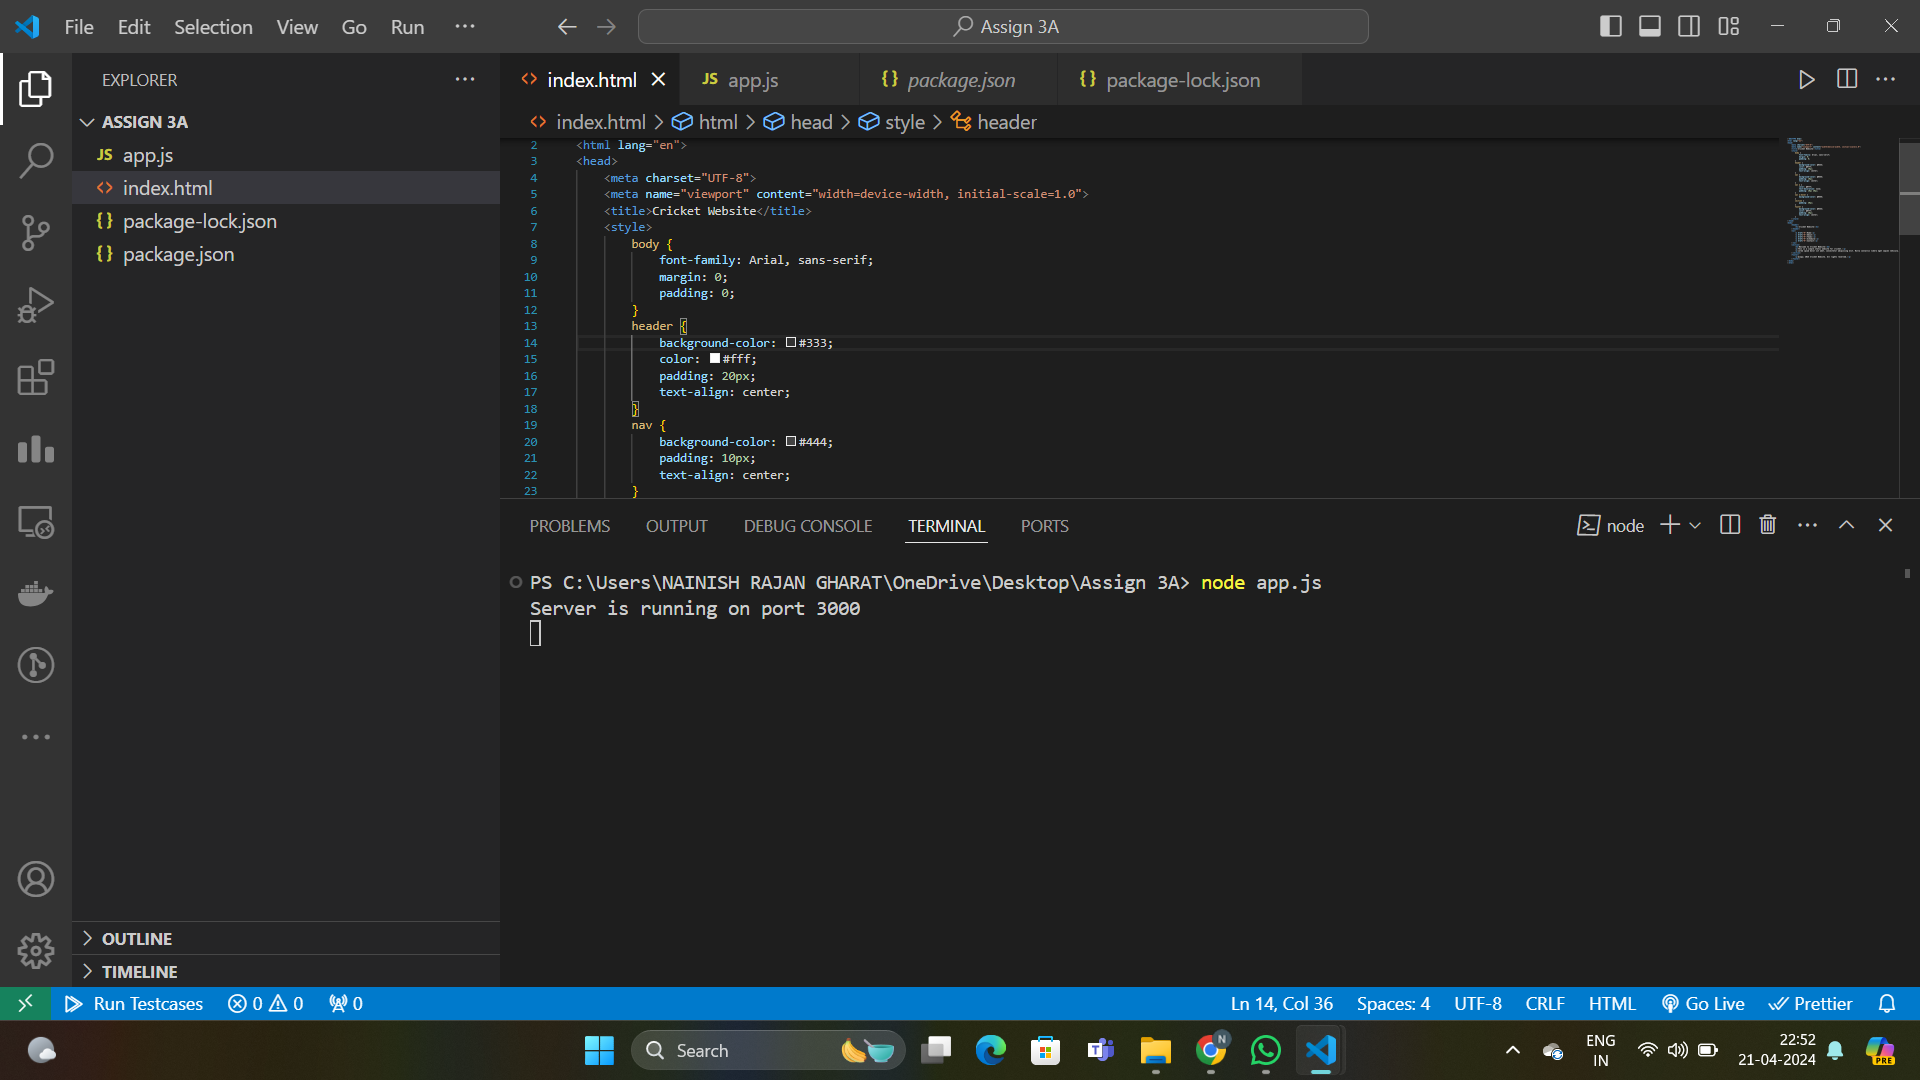 File Edit Selection View Go Run ···
Assign 3A
EXPLORER
ASSIGN 3A
JS app.js
<> index.html
{} package-lock.json
{} package.json
OUTLINE
TIMELINE
<> index.html JS app.js {} package.json {} package-lock.json
<> index.html > html > head > style > header
2 <html lang="en">
3 <head>
4 <meta charset="UTF-8">
5 <meta name="viewport" content="width=device-width, initial-scale=1.0">
6 <title>Cricket Website</title>
7 <style>
8 body {
9 font-family: Arial, sans-serif;
10 margin: 0;
11 padding: 0;
12 }
13 header {
14 background-color: #333;
15 color: #fff;
16 padding: 20px;
17 text-align: center;
18 }
19 nav {
20 background-color: #444;
21 padding: 10px;
22 text-align: center;
23 }
PROBLEMS OUTPUT DEBUG CONSOLE TERMINAL PORTS
node
PS C:\Users\NAINISH RAJAN GHARAT\OneDrive\Desktop\Assign 3A> node app.js
Server is running on port 3000
Run Testcases 0 0 0
Ln 14, Col 36 Spaces: 4 UTF-8 CRLF HTML Go Live Prettier
Search
N
ENG
IN
22:52
21-04-2024
PRE